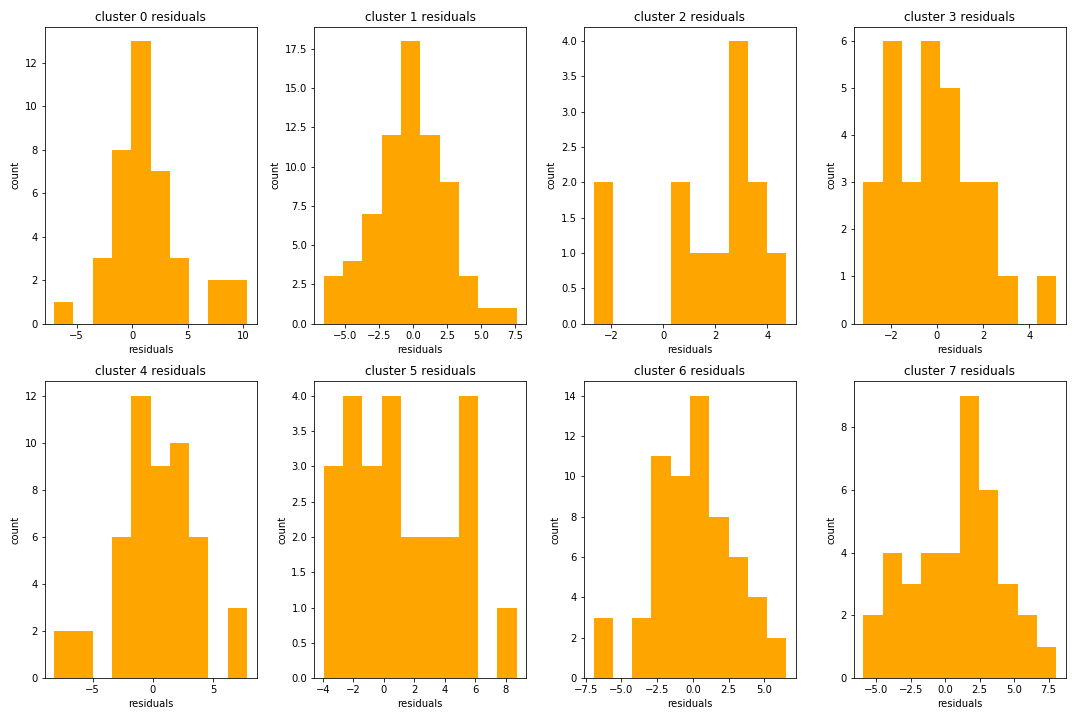 cluster 0 residuals
count
12
10
8
6
4
2
0
−5 0 5 10
residuals
cluster 1 residuals
count
17.5
15.0
12.5
10.0
7.5
5.0
2.5
0.0
−5.0 −2.5 0.0 2.5 5.0 7.5
residuals
cluster 2 residuals
count
4.0
3.5
3.0
2.5
2.0
1.5
1.0
0.5
0.0
−2 0 2 4
residuals
cluster 3 residuals
count
6
5
4
3
2
1
0
−2 0 2 4
residuals
cluster 4 residuals
count
12
10
8
6
4
2
0
−5 0 5
residuals
cluster 5 residuals
count
4.0
3.5
3.0
2.5
2.0
1.5
1.0
0.5
0.0
−4 −2 0 2 4 6 8
residuals
cluster 6 residuals
count
14
12
10
8
6
4
2
0
−7.5 −5.0 −2.5 0.0 2.5 5.0
residuals
cluster 7 residuals
count
8
6
4
2
0
−5.0 −2.5 0.0 2.5 5.0 7.5
residuals